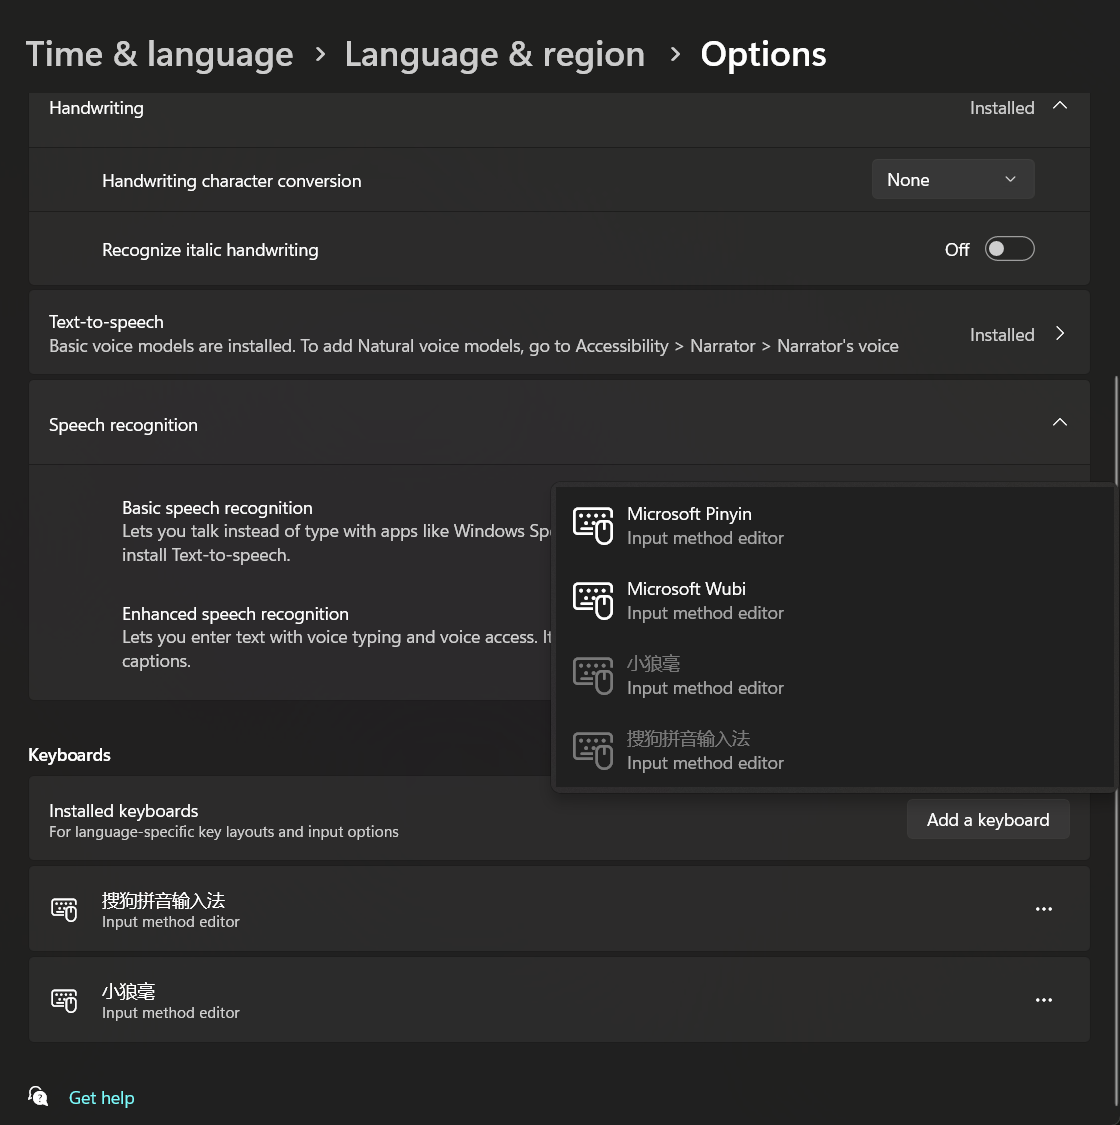 Time & language > Language & region > Options
Handwriting
Installed
Handwriting character conversion
None
Recognize italic handwriting
Off
Text-to-speech
Basic voice models are installed. To add Natural voice models, go to Accessibility > Narrator > Narrator's voice
Installed
Speech recognition
Basic speech recognition
Lets you talk instead of type with apps like Windows Spe
install Text-to-speech.
Enhanced speech recognition
Lets you enter text with voice typing and voice access. It
captions.
Microsoft Pinyin
Input method editor
Microsoft Wubi
Input method editor
小狼毫
Input method editor
搜狗拼音输入法
Input method editor
Keyboards
Installed keyboards
For language-specific key layouts and input options
Add a keyboard
搜狗拼音输入法
Input method editor
小狼毫
Input method editor
Get help